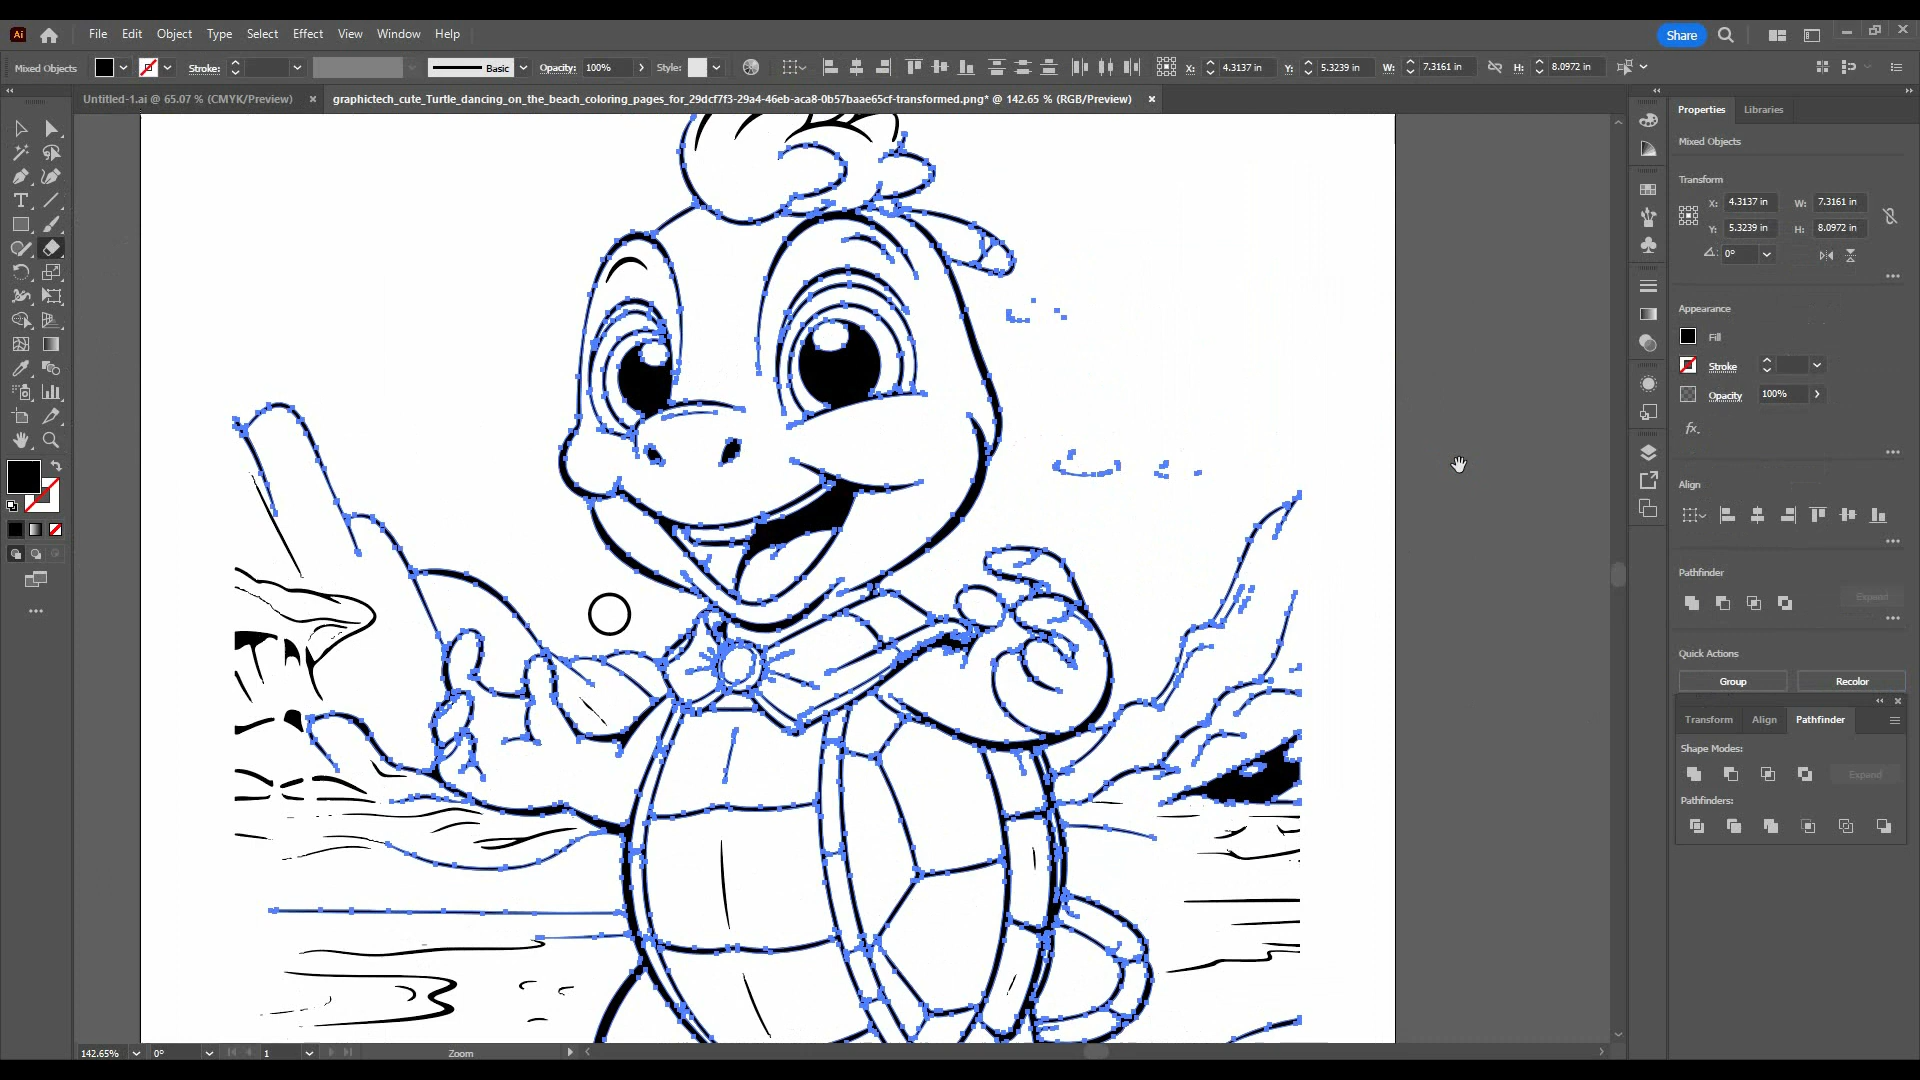 Ai File Edit Object Type Select Effect View Window Help Share
Mixed Objects Stroke: Basic Opacity: 100% Style: X: 4.3137 in Y: 5.3239 in W: 7.3161 in H: 8.0972 in
Untitled-1.ai @ 65.07 % (CMYK/Preview) × graphictech_cute_Turtle_dancing_on_the_beach_coloring_pages_for_29dcf7f3-29a4-46eb-aca8-0b57baae65cf-transformed.png* @ 142.65 % (RGB/Preview) ×
Properties Libraries
Mixed Objects
Transform
X: 4.3137 in W: 7.3161 in
Y: 5.3239 in H: 8.0972 in
0°
Appearance
Fill
Stroke
Opacity 100%
fx.
Align
Pathfinder
Expand
Quick Actions
Group Recolor
Transform Align Pathfinder
Shape Modes:
Expand
Pathfinders:
142.65% 0° 1 Zoom